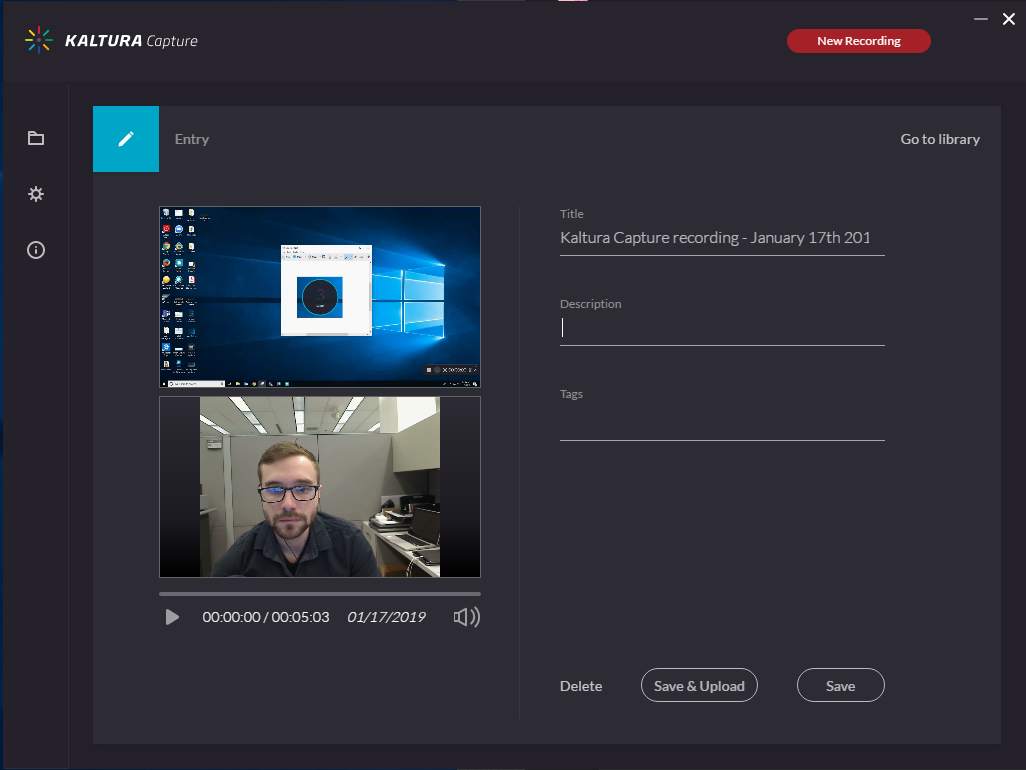 KALTURA Capture
New Recording
Entry
Go to library
Title
Kaltura Capture recording - January 17th 201
Description
Tags
00:00:00 / 00:05:03
01/17/2019
Delete
Save & Upload
Save